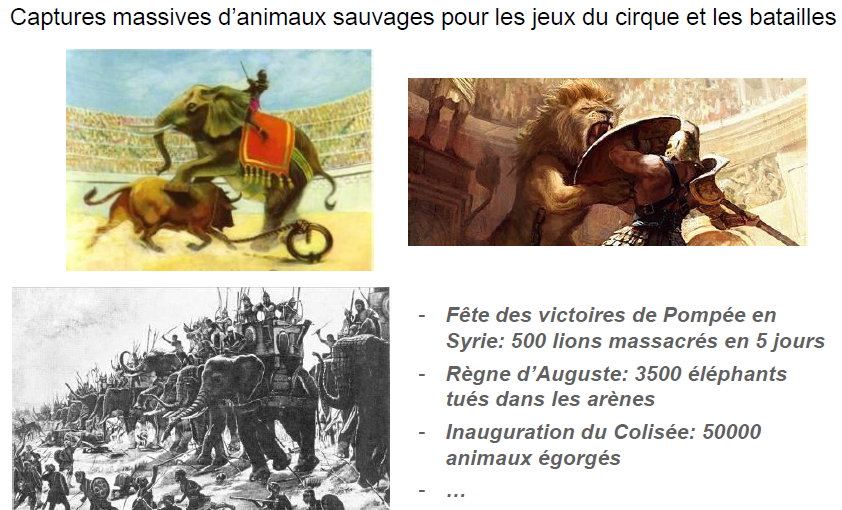 Captures massives d’animaux sauvages pour les jeux du cirque et les batailles
- Fête des victoires de Pompée en
Syrie: 500 lions massacrés en 5 jours
- Règne d’Auguste: 3500 éléphants
tués dans les arènes
- Inauguration du Colisée: 50000
animaux égorgés
- …